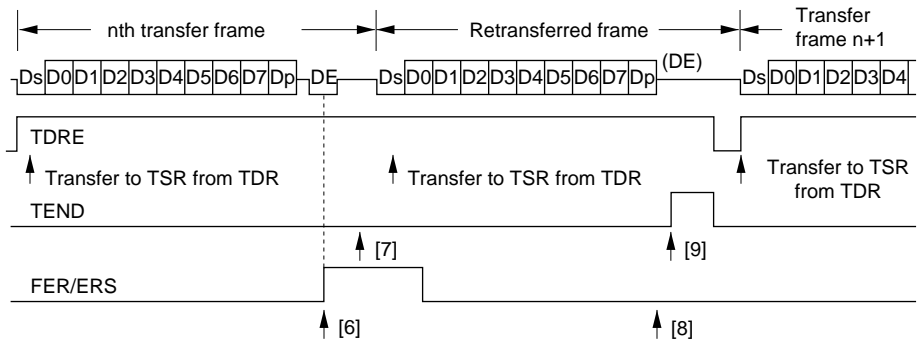 nth transfer frame
Retransferred frame
Transfer
frame n+1
Ds D0 D1 D2 D3 D4 D5 D6 D7 Dp DE
Ds D0 D1 D2 D3 D4 D5 D6 D7 Dp (DE)
Ds D0 D1 D2 D3 D4
TDRE
Transfer to TSR from TDR
Transfer to TSR from TDR
Transfer to TSR
from TDR
TEND
[7]
[9]
FER/ERS
[6]
[8]